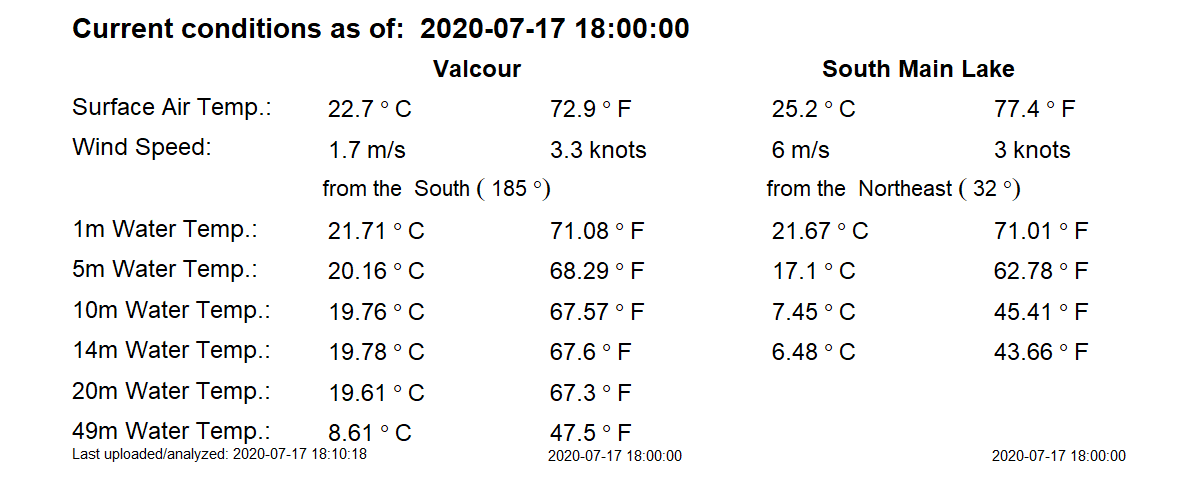 Current conditions as of: 2020-07-17 18:00:00
Valcour South Main Lake
Surface Air Temp.: 22.7 ° C 72.9 ° F 25.2 ° C 77.4 ° F
Wind Speed: 1.7 m/s 3.3 knots 6 m/s 3 knots
from the South ( 185 °) from the Northeast ( 32 °)
1m Water Temp.: 21.71 ° C 71.08 ° F 21.67 ° C 71.01 ° F
5m Water Temp.: 20.16 ° C 68.29 ° F 17.1 ° C 62.78 ° F
10m Water Temp.: 19.76 ° C 67.57 ° F 7.45 ° C 45.41 ° F
14m Water Temp.: 19.78 ° C 67.6 ° F 6.48 ° C 43.66 ° F
20m Water Temp.: 19.61 ° C 67.3 ° F
49m Water Temp.: 8.61 ° C 47.5 ° F
Last uploaded/analyzed: 2020-07-17 18:10:18 2020-07-17 18:00:00 2020-07-17 18:00:00